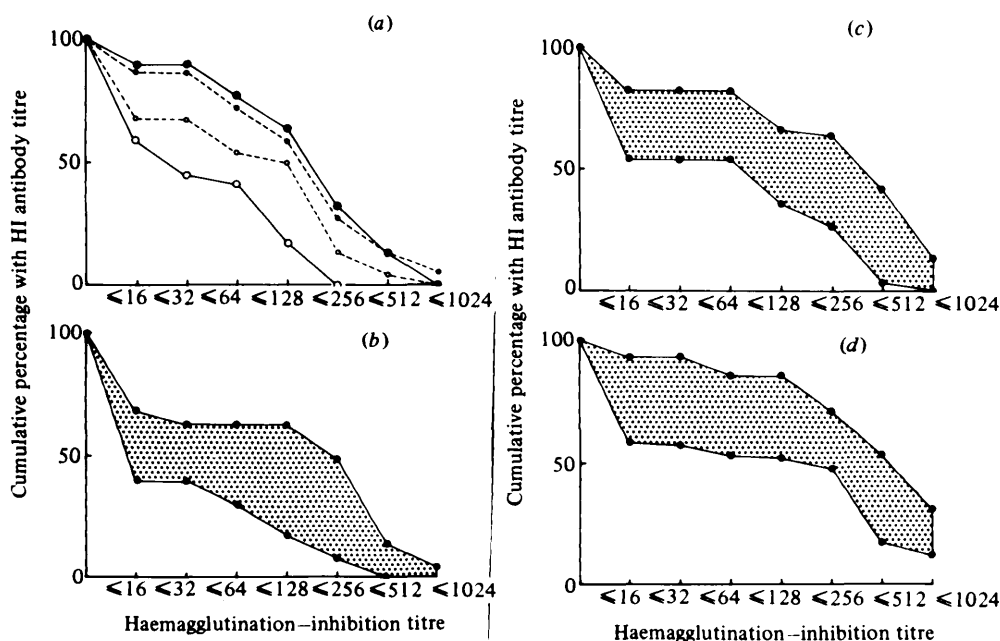 (a)
100
50
0
⩽16 ⩽32 ⩽64 ⩽128 ⩽256 ⩽512 ⩽1024
(b)
100
50
0
⩽16 ⩽32 ⩽64 ⩽128 ⩽256 ⩽512 ⩽1024
Cumulative percentage with HI antibody titre
Haemagglutination–inhibition titre
(c)
100
50
0
⩽16 ⩽32 ⩽64 ⩽128 ⩽256 ⩽512 ⩽1024
(d)
100
50
0
⩽16 ⩽32 ⩽64 ⩽128 ⩽256 ⩽512 ⩽1024
Cumulative percentage with HI antibody titre
Haemagglutination–inhibition titre